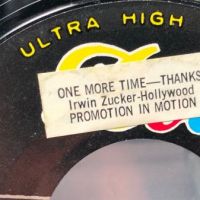 ULTRA HIGH
ONE MORE TIME—THANKS
Irwin Zucker-Hollywood
PROMOTION IN MOTION